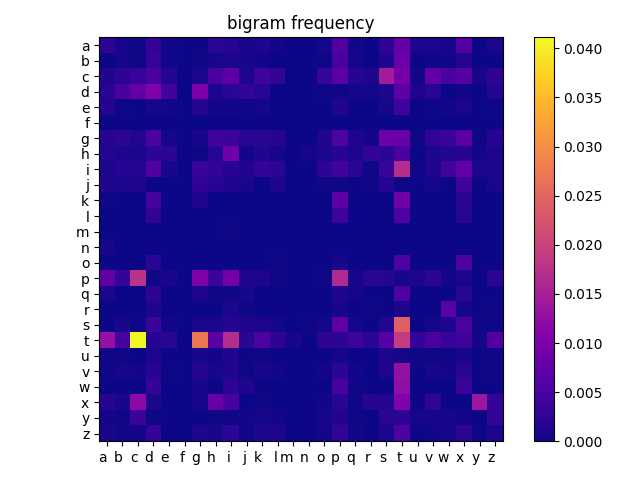 bigram frequency
a
b
c
d
e
f
g
h
i
j
k
l
m
n
o
p
q
r
s
t
u
v
w
x
y
z
a b c d e f g h i j k l m n o p q r s t u v w x y z
0.040
0.035
0.030
0.025
0.020
0.015
0.010
0.005
0.000